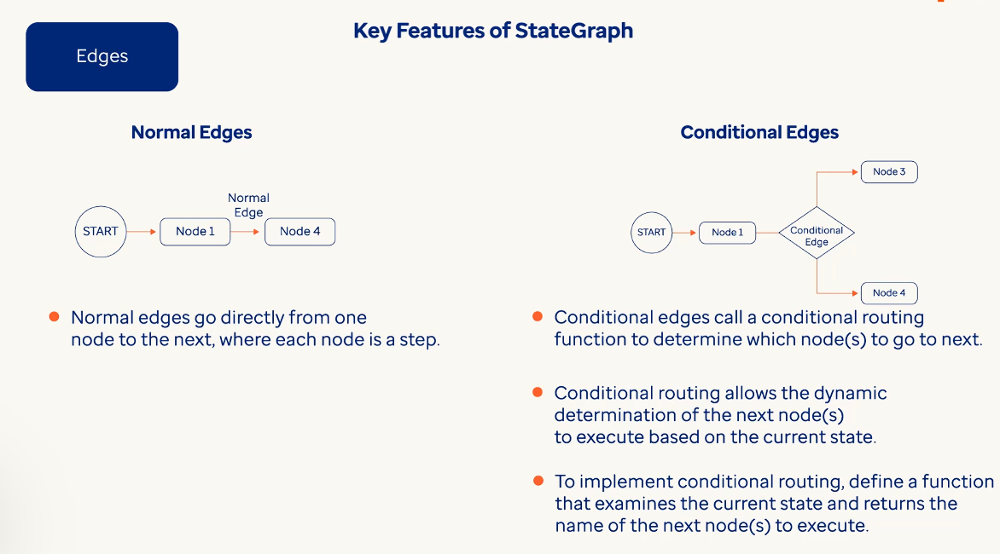 Edges
Key Features of StateGraph
Normal Edges
START
Node 1
Normal
Edge
Node 4
Normal edges go directly from one
node to the next, where each node is a step.
Conditional Edges
START
Node 1
Conditional
Edge
Node 3
Node 4
Conditional edges call a conditional routing
function to determine which node(s) to go to next.
Conditional routing allows the dynamic
determination of the next node(s)
to execute based on the current state.
To implement conditional routing, define a function
that examines the current state and returns the
name of the next node(s) to execute.